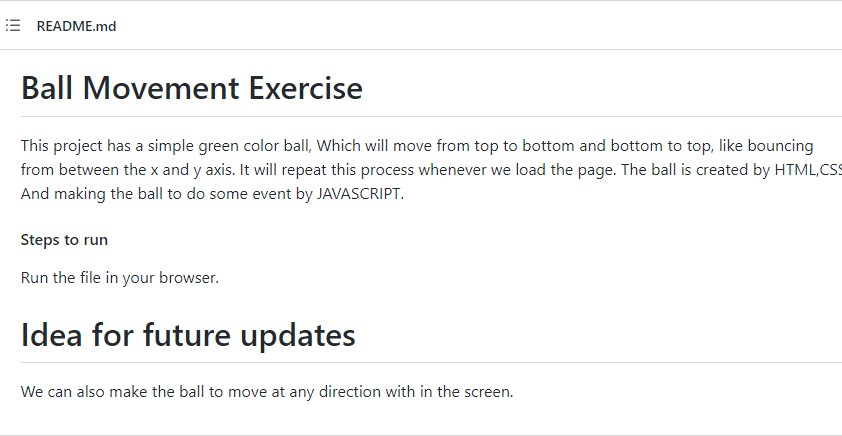 README.md
Ball Movement Exercise
This project has a simple green color ball, Which will move from top to bottom and bottom to top, like bouncing
from between the x and y axis. It will repeat this process whenever we load the page. The ball is created by HTML,CSS
And making the ball to do some event by JAVASCRIPT.
Steps to run
Run the file in your browser.
Idea for future updates
We can also make the ball to move at any direction with in the screen.